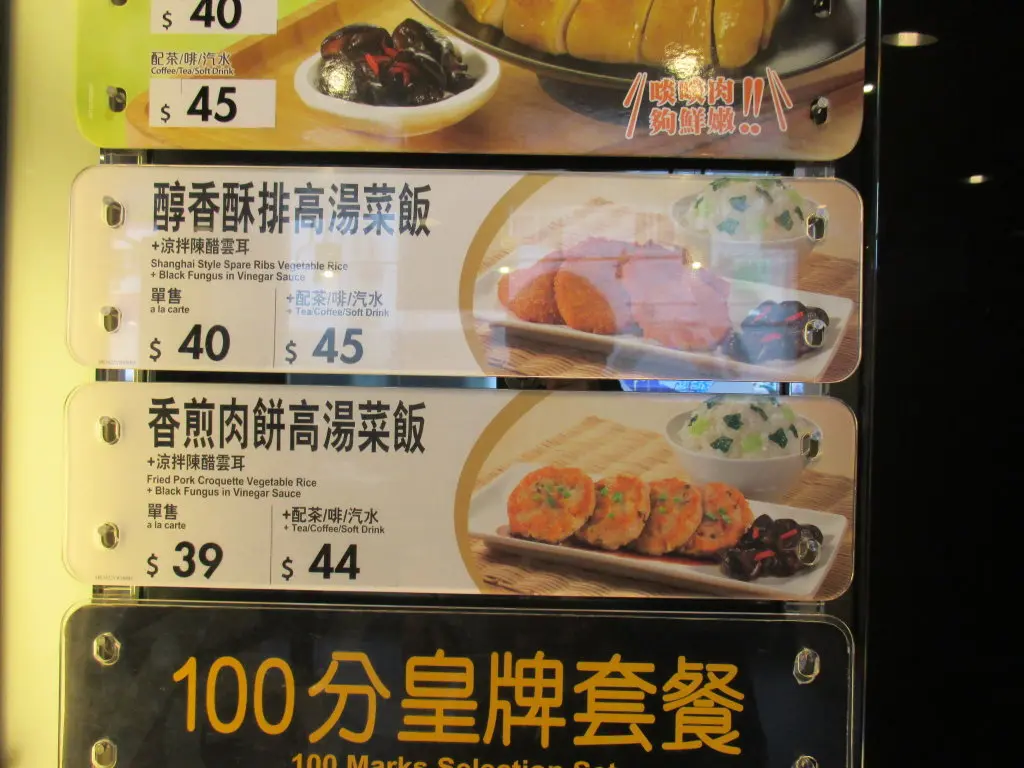 $ 40
配茶/啡/汽水
Coffee/Tea/Soft Drink
$ 45
啖啖肉
夠鮮嫩!!
醇香酥排高湯菜飯
+涼拌陳醋雲耳
Shanghai Style Spare Ribs Vegetable Rice
+ Black Fungus in Vinegar Sauce
單售
a la carte
$ 40
+配茶/啡/汽水
+ Tea/Coffee/Soft Drink
$ 45
香煎肉餅高湯菜飯
+涼拌陳醋雲耳
Fried Pork Croquette Vegetable Rice
+ Black Fungus in Vinegar Sauce
單售
a la carte
$ 39
+配茶/啡/汽水
+ Tea/Coffee/Soft Drink
$ 44
100分皇牌套餐
100 Marks Selection Set